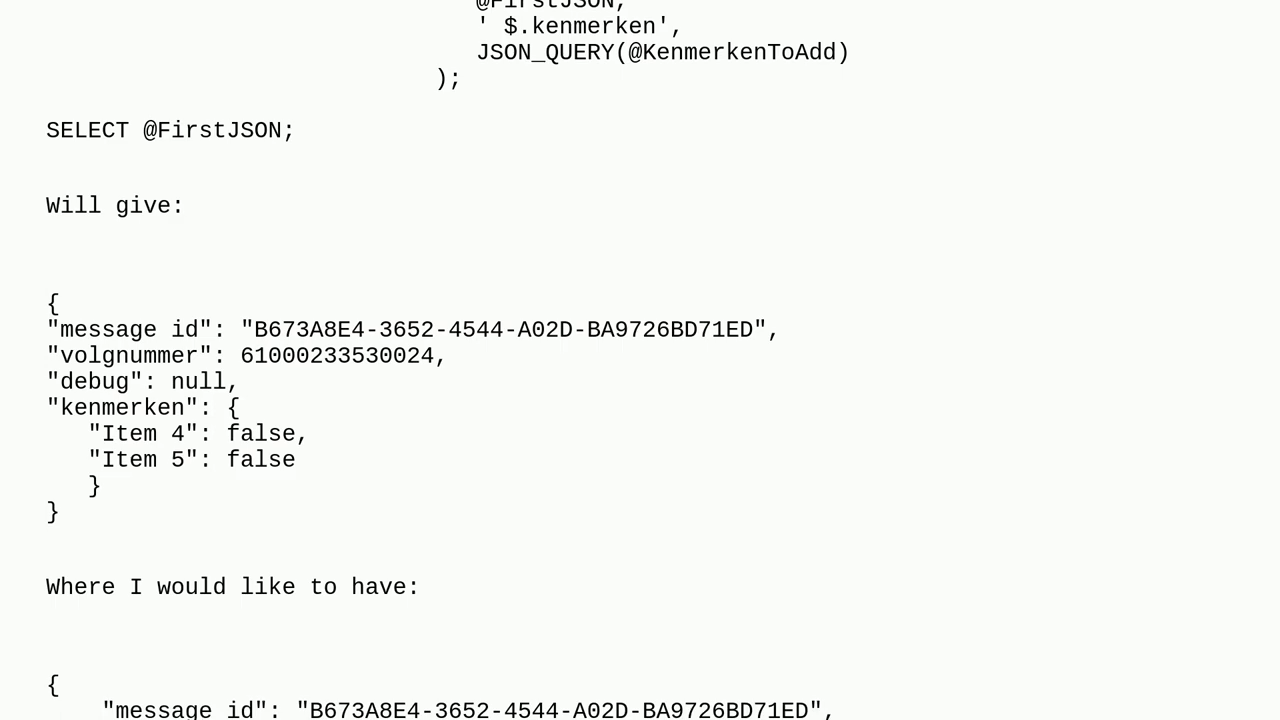 @FirstJSON,
' $.kenmerken',
JSON_QUERY(@KenmerkenToAdd)
);
SELECT @FirstJSON;
Will give:
{
"message id": "B673A8E4-3652-4544-A02D-BA9726BD71ED",
"volgnummer": 61000233530024,
"debug": null,
"kenmerken": {
"Item 4": false,
"Item 5": false
}
}
Where I would like to have:
{
"message id": "B673A8E4-3652-4544-A02D-BA9726BD71ED",